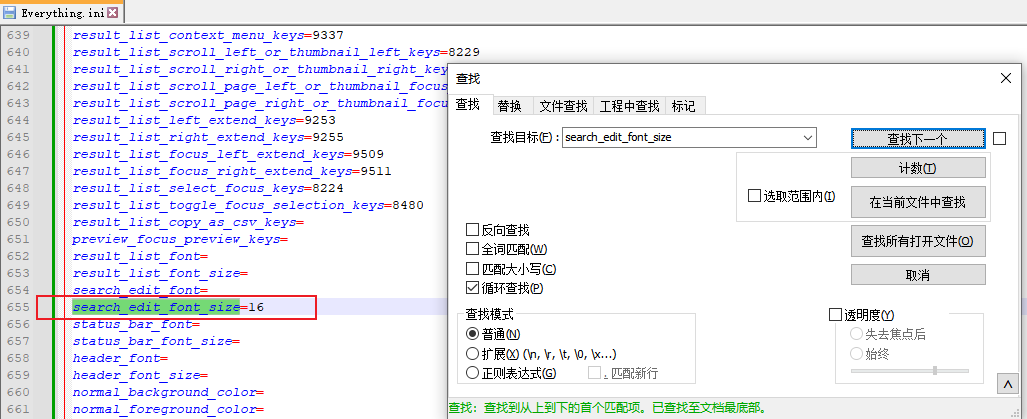 Everything.ini
639 result_list_context_menu_keys=9337
640 result_list_scroll_left_or_thumbnail_left_keys=8229
641 result_list_scroll_right_or_thumbnail_right_key
642 result_list_scroll_page_left_or_thumbnail_focus
643 result_list_scroll_page_right_or_thumbnail_focu
644 result_list_left_extend_keys=9253
645 result_list_right_extend_keys=9255
646 result_list_focus_left_extend_keys=9509
647 result_list_focus_right_extend_keys=9511
648 result_list_select_focus_keys=8224
649 result_list_toggle_focus_selection_keys=8480
650 result_list_copy_as_csv_keys=
651 preview_focus_preview_keys=
652 result_list_font=
653 result_list_font_size=
654 search_edit_font=
655 search_edit_font_size=16
656 status_bar_font=
657 status_bar_font_size=
658 header_font=
659 header_font_size=
660 normal_background_color=
661 normal_foreground_color=
查找
查找 替换 文件查找 工程中查找 标记
查找目标(F): search_edit_font_size
查找下一个
计数(T)
选取范围内(I)
在当前文件中查找
查找所有打开文件(O)
取消
反向查找
全词匹配(W)
匹配大小写(C)
循环查找(P)
查找模式
普通(N)
扩展(X) (\n, \r, \t, \0, \x...)
正则表达式(G)
. 匹配新行
透明度(Y)
失去焦点后
始终
查找: 查找到从上到下的首个匹配项。已查找至文档最底部。